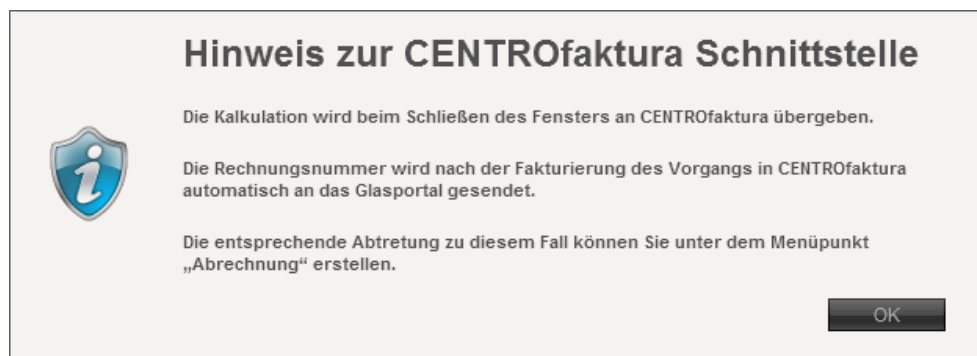 Hinweis zur CENTROfaktura Schnittstelle
Die Kalkulation wird beim Schließen des Fensters an CENTROfaktura übergeben.
Die Rechnungsnummer wird nach der Fakturierung des Vorgangs in CENTROfaktura
automatisch an das Glasportal gesendet.
Die entsprechende Abtretung zu diesem Fall können Sie unter dem Menüpunkt
„Abrechnung“ erstellen.
OK